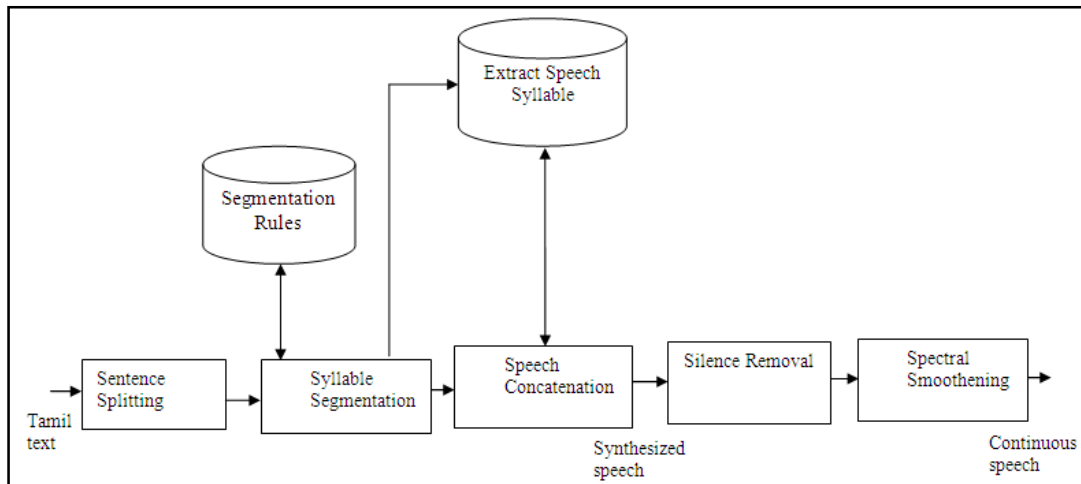 Extract Speech
Syllable
Segmentation
Rules
Sentence
Splitting
Syllable
Segmentation
Speech
Concatenation
Silence Removal
Spectral
Smoothening
Tamil
text
Synthesized
speech
Continuous
speech